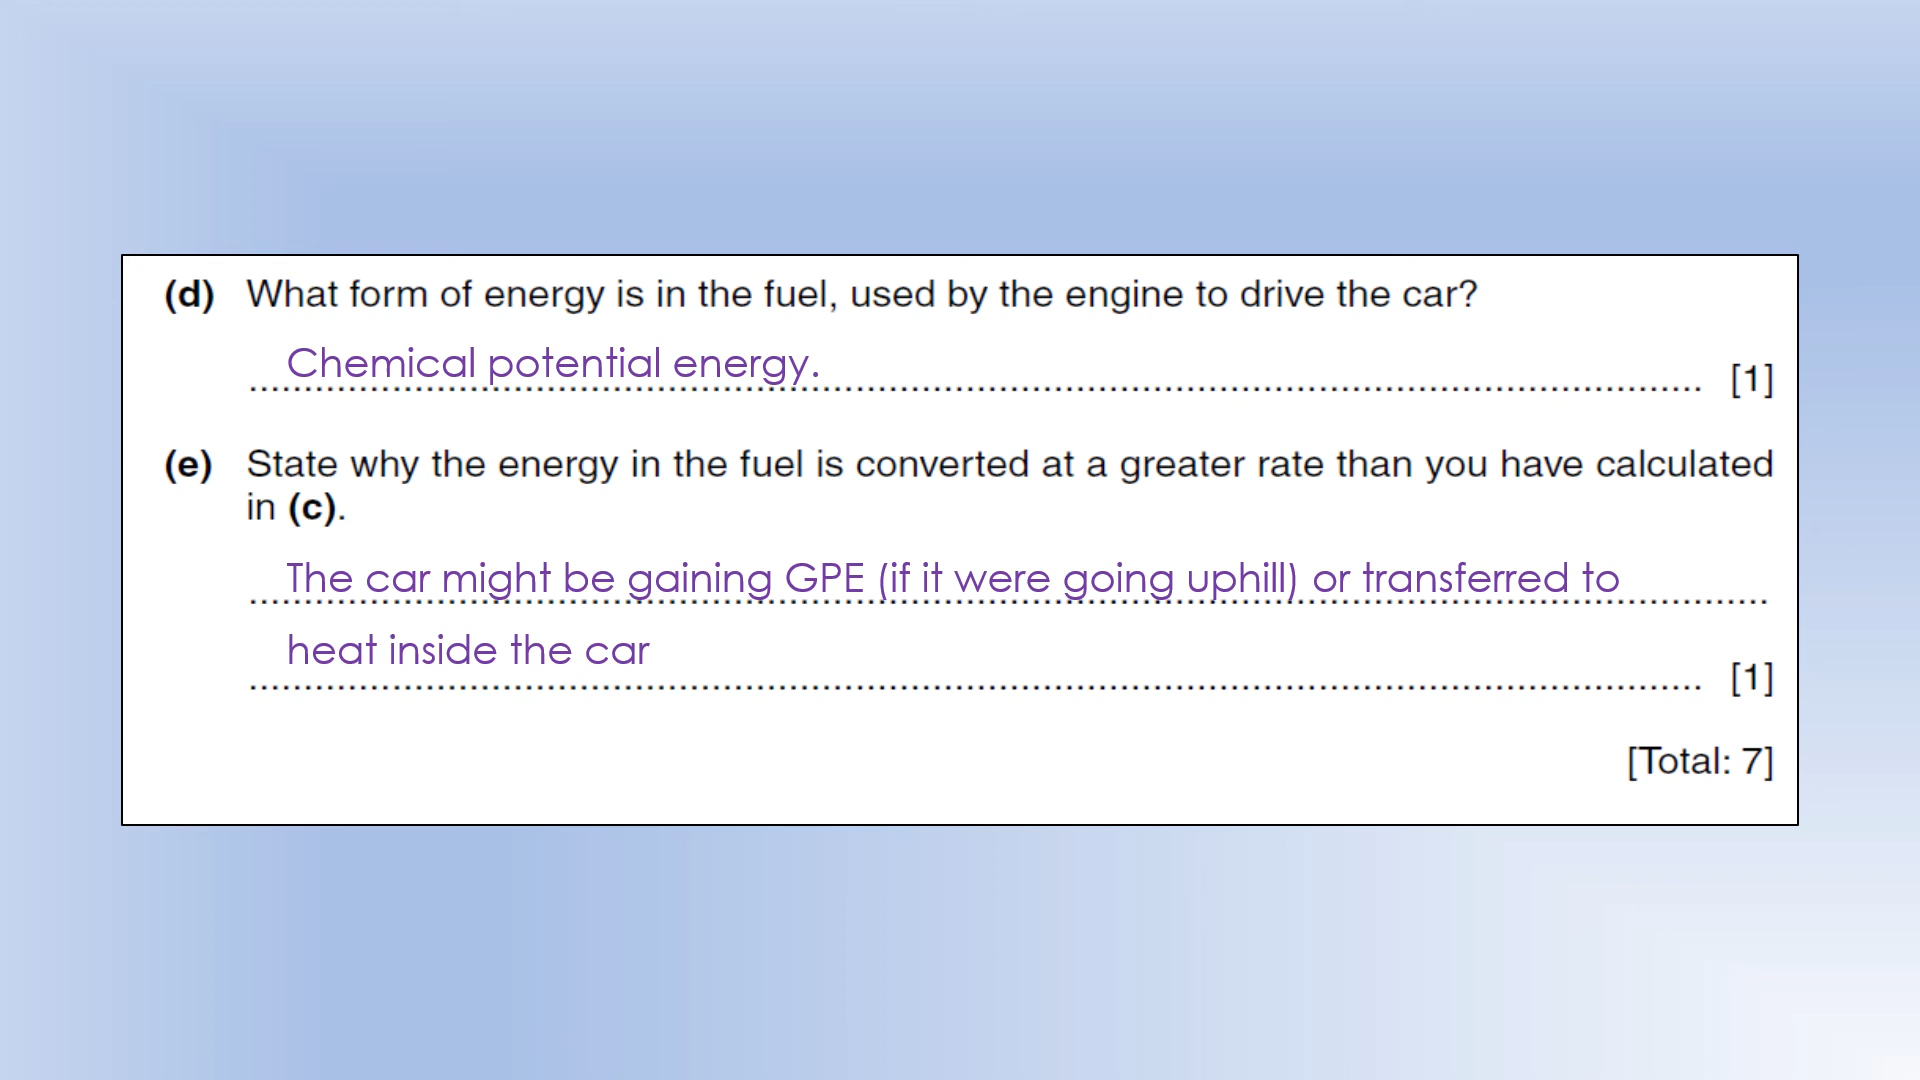 (d) What form of energy is in the fuel, used by the engine to drive the car?
Chemical potential energy.
[1]
(e) State why the energy in the fuel is converted at a greater rate than you have calculated
in (c).
The car might be gaining GPE (if it were going uphill) or transferred to
heat inside the car
[1]
[Total: 7]